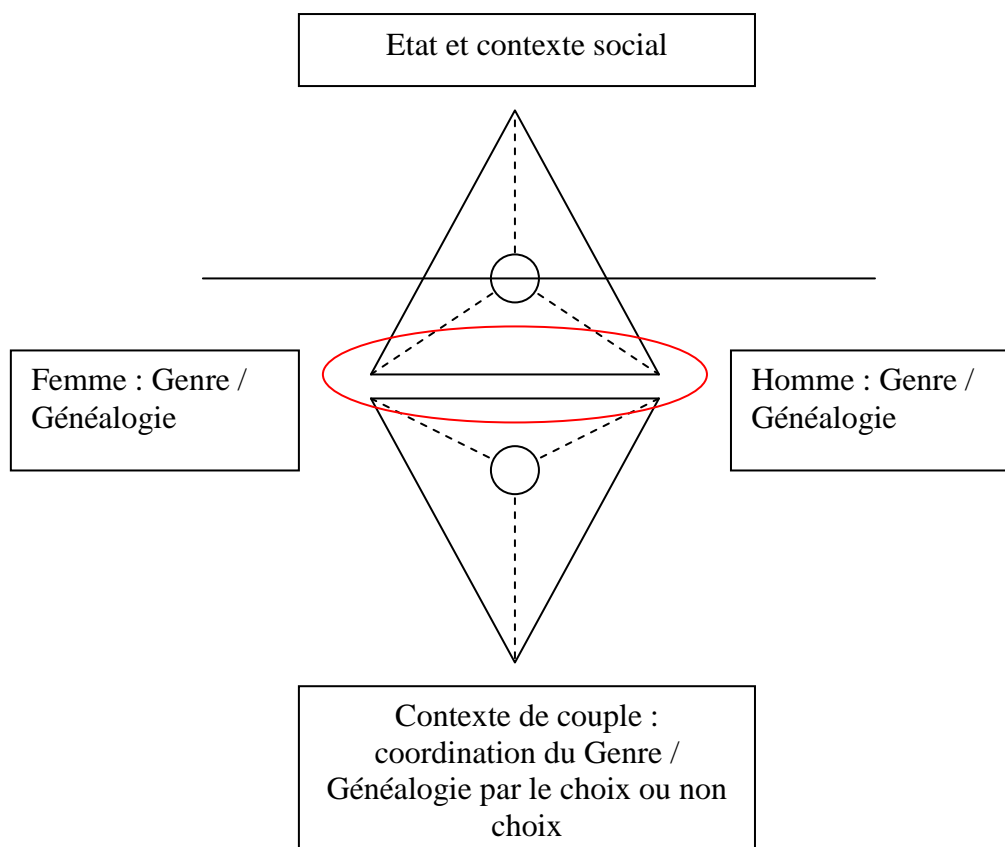 Etat et contexte social
Femme : Genre /
Généalogie
Homme : Genre /
Généalogie
Contexte de couple :
coordination du Genre /
Généalogie par le choix ou non
choix